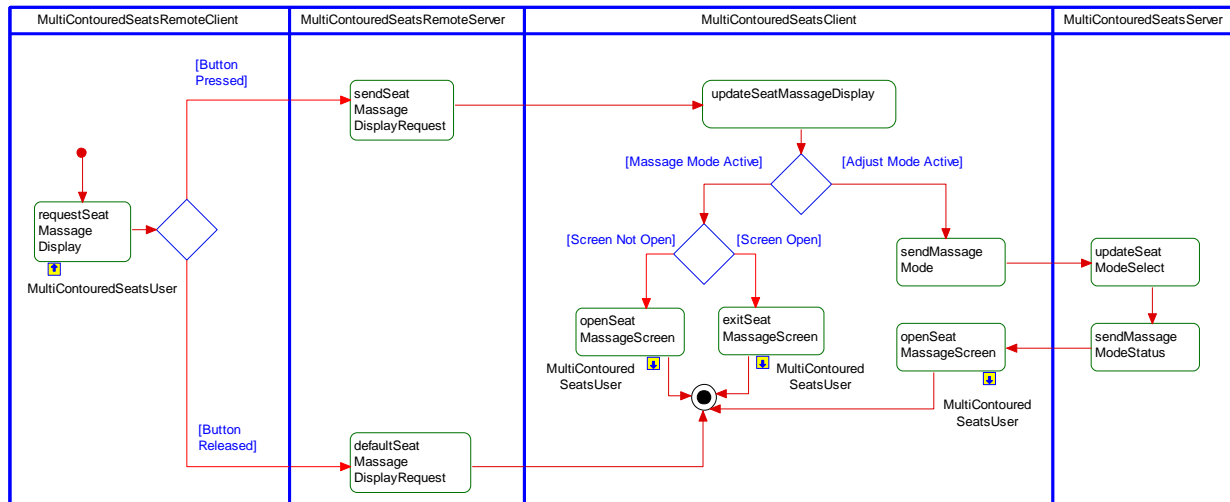 MultiContouredSeatsRemoteClient
MultiContouredSeatsRemoteServer
MultiContouredSeatsClient
MultiContouredSeatsServer
[Button
Pressed]
sendSeat
Massage
DisplayRequest
updateSeatMassageDisplay
[Massage Mode Active]
[Adjust Mode Active]
requestSeat
Massage
Display
MultiContouredSeatsUser
[Screen Not Open]
[Screen Open]
sendMassage
Mode
updateSeat
ModeSelect
openSeat
MassageScreen
MultiContoured
SeatsUser
exitSeat
MassageScreen
MultiContoured
SeatsUser
openSeat
MassageScreen
MultiContoured
SeatsUser
sendMassage
ModeStatus
[Button
Released]
defaultSeat
Massage
DisplayRequest